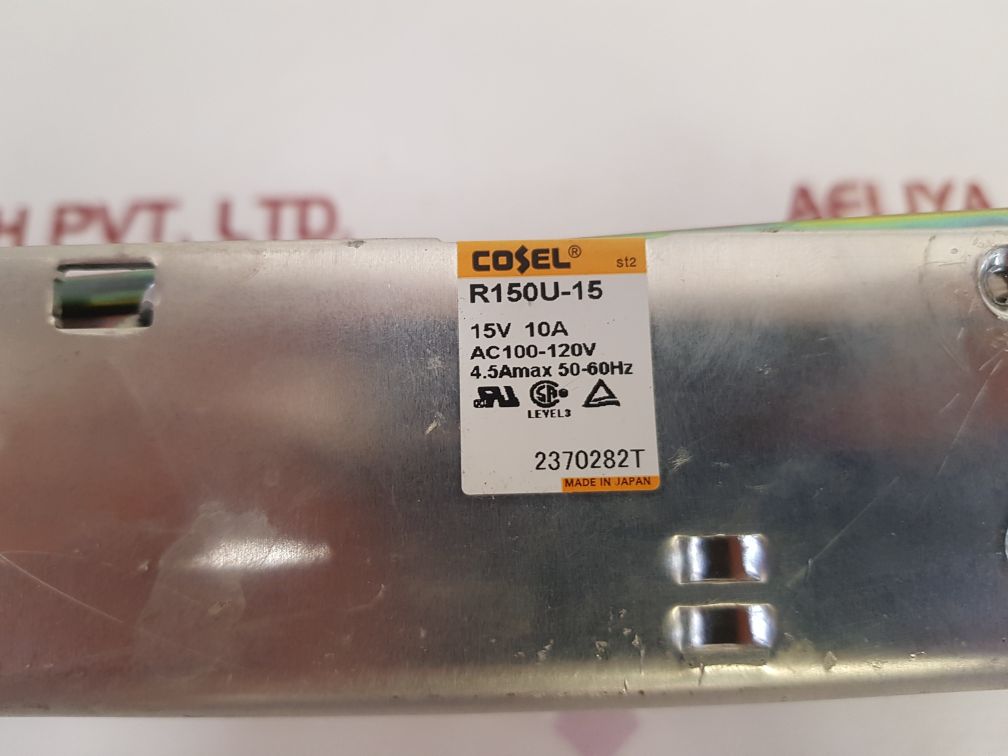 H PVT. LTD.
AELIYA
COSEL® st2
R150U-15
15V 10A
AC100-120V
4.5Amax 50-60Hz
LEVEL3
2370282T
MADE IN JAPAN